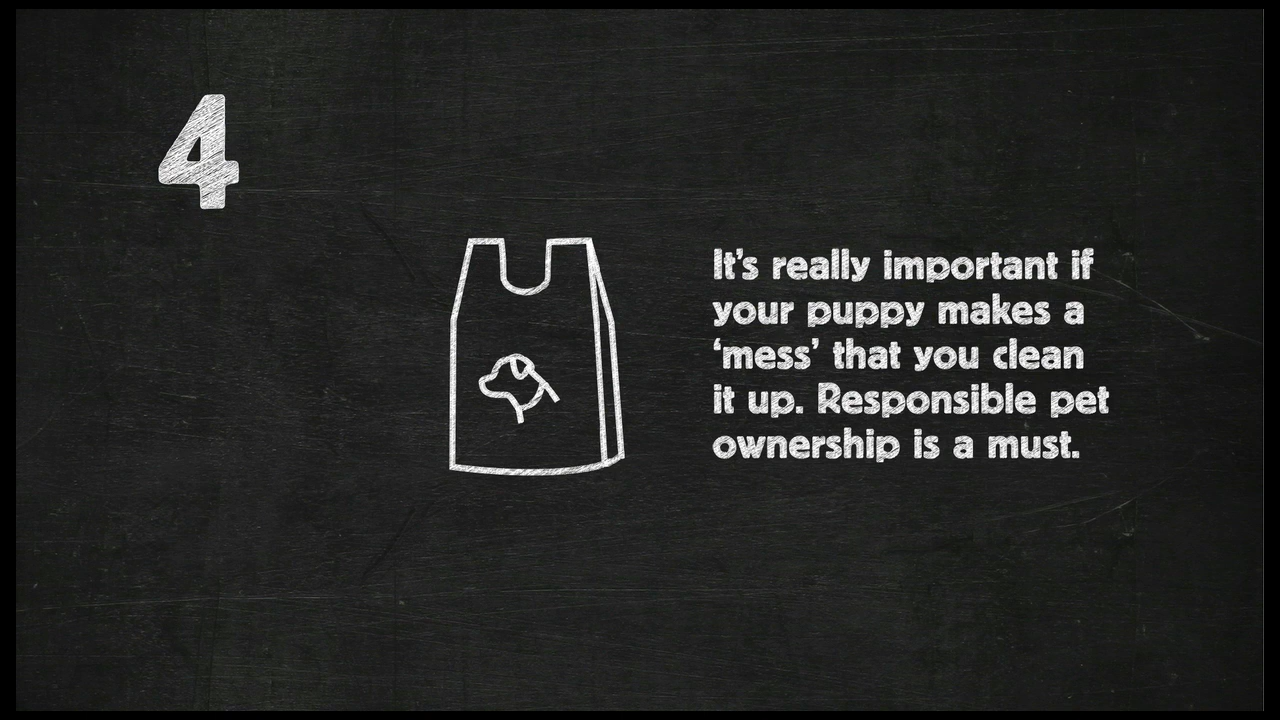 4
It's really important if
your puppy makes a
‘mess’ that you clean
it up. Responsible pet
ownership is a must.